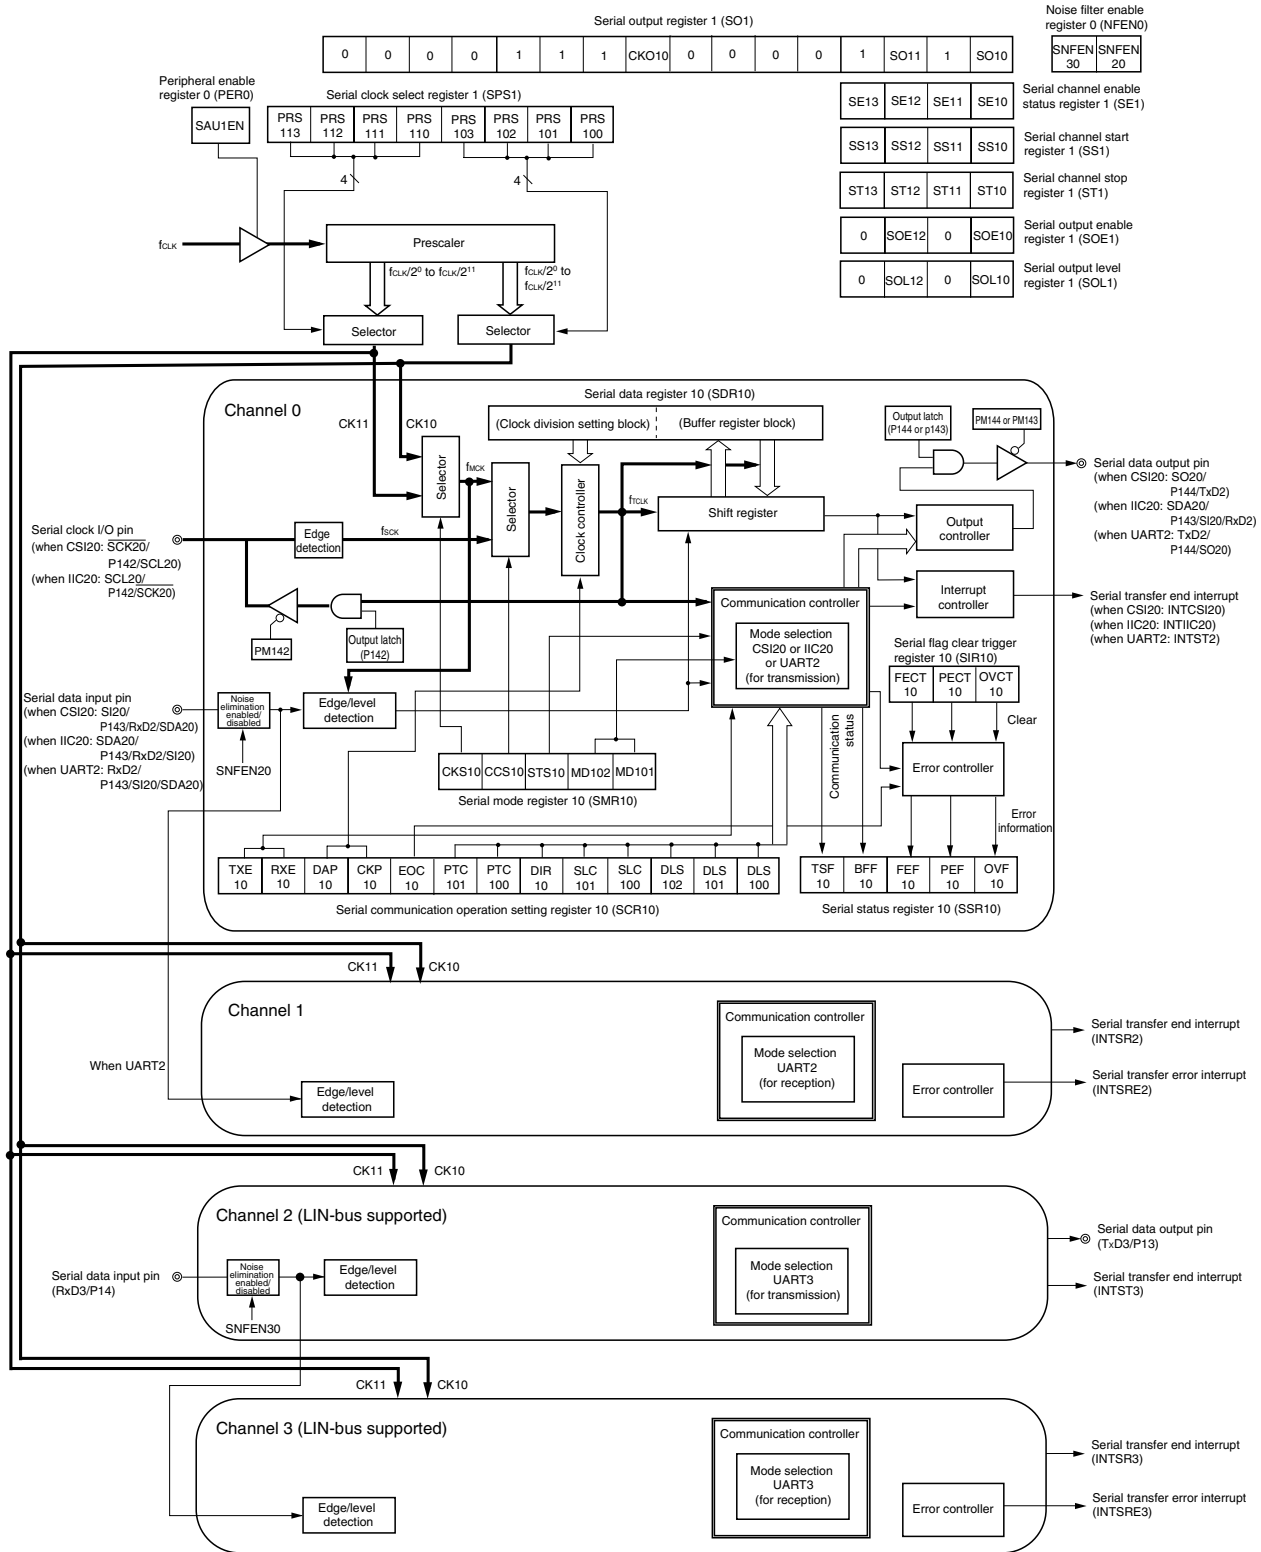 Serial output register 1 (SO1)
0 0 0 0 1 1 1 CKO10 0 0 0 0 1 SO11 1 SO10
Noise filter enable
register 0 (NFEN0)
SNFEN SNFEN
30 20
Peripheral enable
register 0 (PER0)
SAU1EN
Serial clock select register 1 (SPS1)
PRS PRS PRS PRS PRS PRS PRS PRS
113 112 111 110 103 102 101 100
4 4
SE13 SE12 SE11 SE10
Serial channel enable
status register 1 (SE1)
SS13 SS12 SS11 SS10
Serial channel start
register 1 (SS1)
ST13 ST12 ST11 ST10
Serial channel stop
register 1 (ST1)
0 SOE12 0 SOE10
Serial output enable
register 1 (SOE1)
0 SOL12 0 SOL10
Serial output level
register 1 (SOL1)
fCLK
Prescaler
fCLK/2⁰ to fCLK/2¹¹
fCLK/2⁰ to
fCLK/2¹¹
Selector
Selector
Channel 0
CK11
CK10
Serial data register 10 (SDR10)
(Clock division setting block)
(Buffer register block)
Selector
fMCK
Selector
Clock controller
fTCLK
Shift register
Output latch
(P144 or p143)
PM144 or PM143
Serial data output pin
(when CSI20: SO20/
P144/TxD2)
(when IIC20: SDA20/
P143/SI20/RxD2)
(when UART2: TxD2/
P144/SO20)
Output
controller
Serial clock I/O pin
(when CSI20: SCK20/
P142/SCL20)
(when IIC20: SCL20/
P142/SCK20)
Edge
detection
fSCK
PM142
Output latch
(P142)
Communication controller
Mode selection
CSI20 or IIC20
or UART2
(for transmission)
Interrupt
controller
Serial transfer end interrupt
(when CSI20: INTCSI20)
(when IIC20: INTIIC20)
(when UART2: INTST2)
Serial flag clear trigger
register 10 (SIR10)
FECT PECT OVCT
10 10 10
Clear
Serial data input pin
(when CSI20: SI20/
P143/RxD2/SDA20)
(when IIC20: SDA20/
P143/RxD2/SI20)
(when UART2: RxD2/
P143/SI20/SDA20)
Noise
elimination
enabled/
disabled
SNFEN20
Edge/level
detection
CKS10 CCS10 STS10 MD102 MD101
Serial mode register 10 (SMR10)
Communication
status
Error controller
Error
information
TXE RXE DAP CKP EOC PTC PTC DIR SLC SLC DLS DLS DLS
10 10 10 10 10 101 100 10 101 100 102 101 100
Serial communication operation setting register 10 (SCR10)
TSF BFF FEF PEF OVF
10 10 10 10 10
Serial status register 10 (SSR10)
CK11
CK10
Channel 1
When UART2
Edge/level
detection
Communication controller
Mode selection
UART2
(for reception)
Error controller
Serial transfer end interrupt
(INTSR2)
Serial transfer error interrupt
(INTSRE2)
CK11
CK10
Channel 2 (LIN-bus supported)
Serial data input pin
(RxD3/P14)
Noise
elimination
enabled/
disabled
SNFEN30
Edge/level
detection
Communication controller
Mode selection
UART3
(for transmission)
Serial data output pin
(TxD3/P13)
Serial transfer end interrupt
(INTST3)
CK11
CK10
Channel 3 (LIN-bus supported)
Edge/level
detection
Communication controller
Mode selection
UART3
(for reception)
Error controller
Serial transfer end interrupt
(INTSR3)
Serial transfer error interrupt
(INTSRE3)